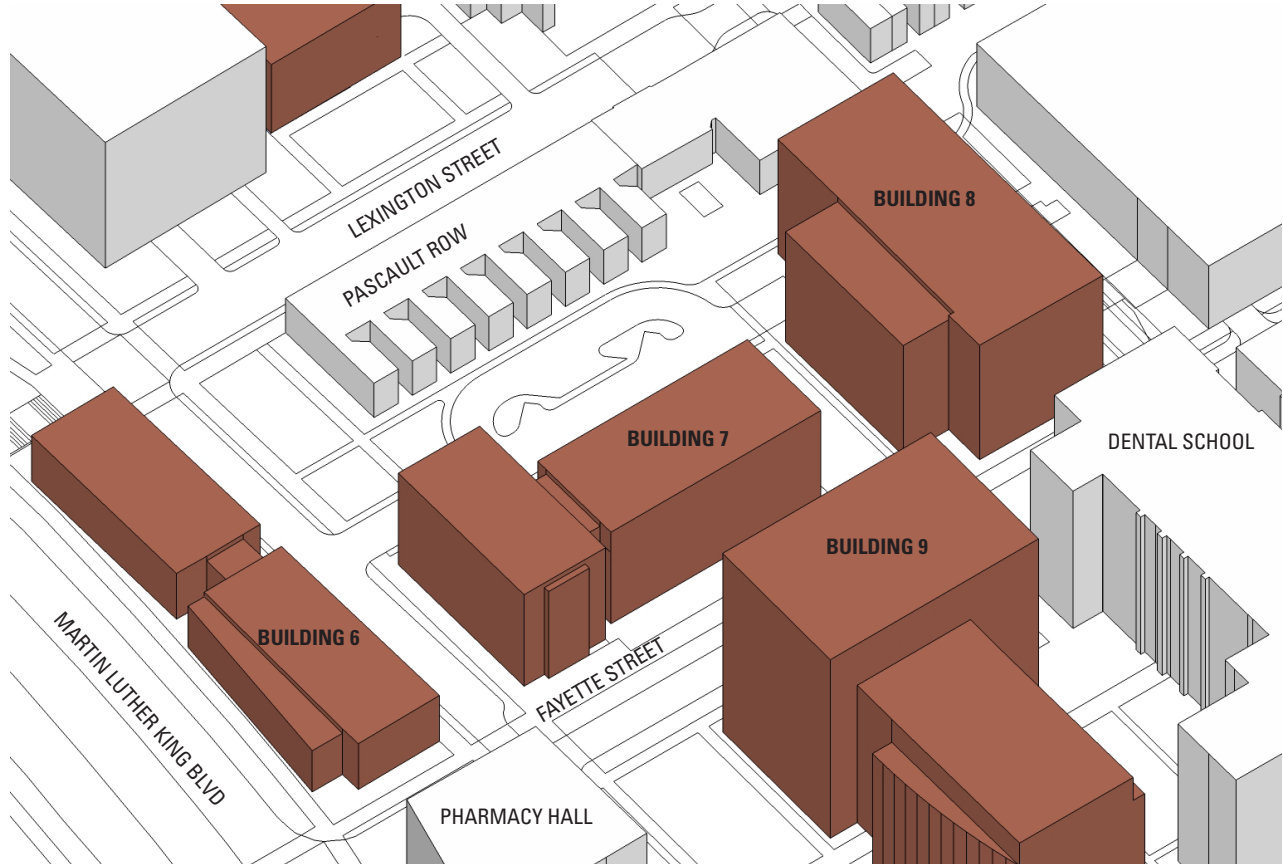 LEXINGTON STREET
PASCAULT ROW
BUILDING 8
BUILDING 7
DENTAL SCHOOL
BUILDING 9
BUILDING 6
MARTIN LUTHER KING BLVD
FAYETTE STREET
PHARMACY HALL